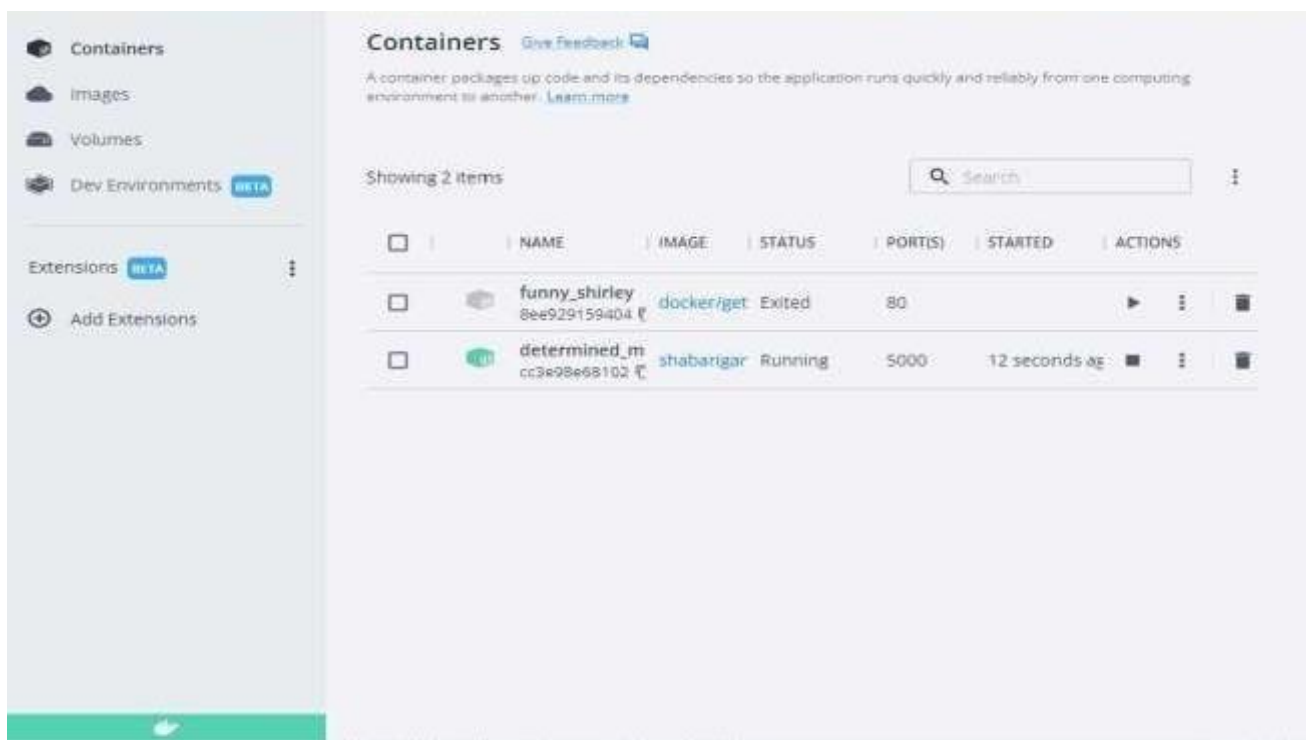 Containers
Images
Volumes
Dev Environments BETA
Extensions BETA
Add Extensions
Containers Give Feedback
A container packages up code and its dependencies so the application runs quickly and reliably from one computing
environment to another. Learn more
Showing 2 items
Search
NAME IMAGE STATUS PORT(S) STARTED ACTIONS
funny_shirley docker/get Exited 80
8ee929159404
determined_m shabarigar Running 5000 12 seconds ag
cc3e98e68102